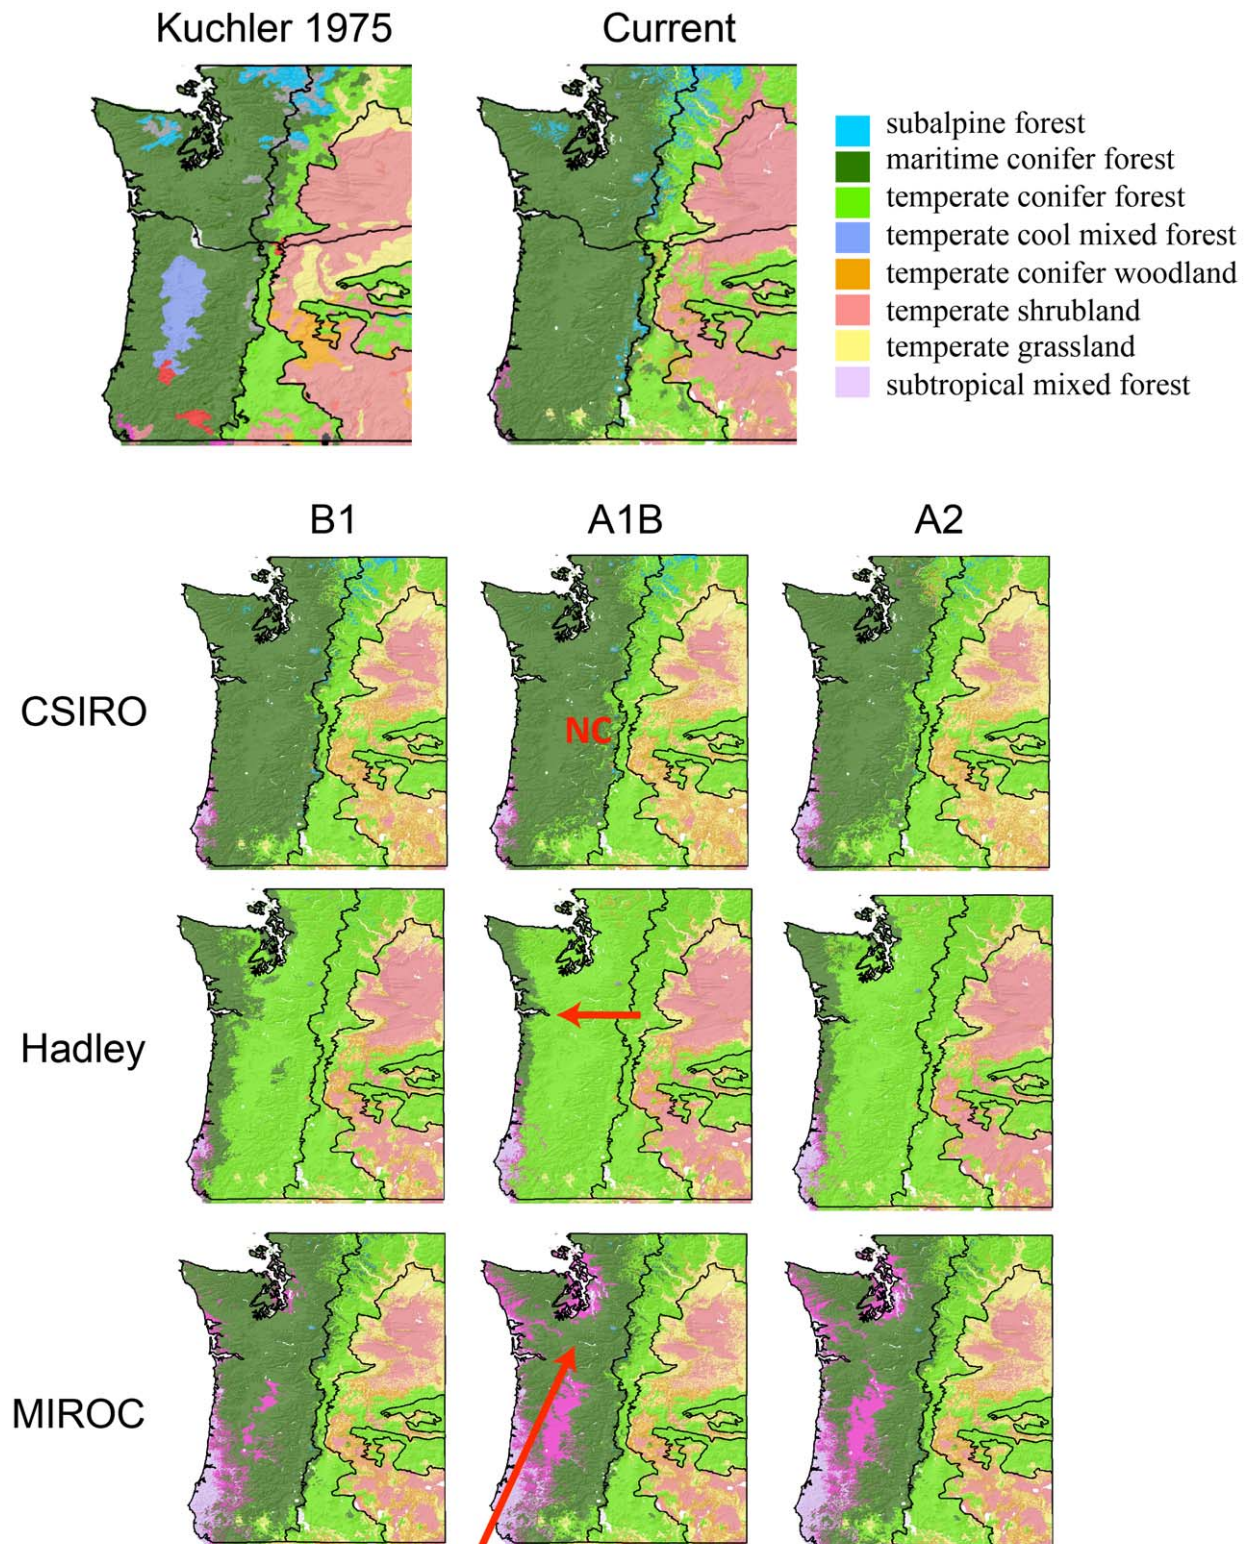 Kuchler 1975
Current
subalpine forest
maritime conifer forest
temperate conifer forest
temperate cool mixed forest
temperate conifer woodland
temperate shrubland
temperate grassland
subtropical mixed forest
B1
A1B
A2
CSIRO
NC
Hadley
MIROC